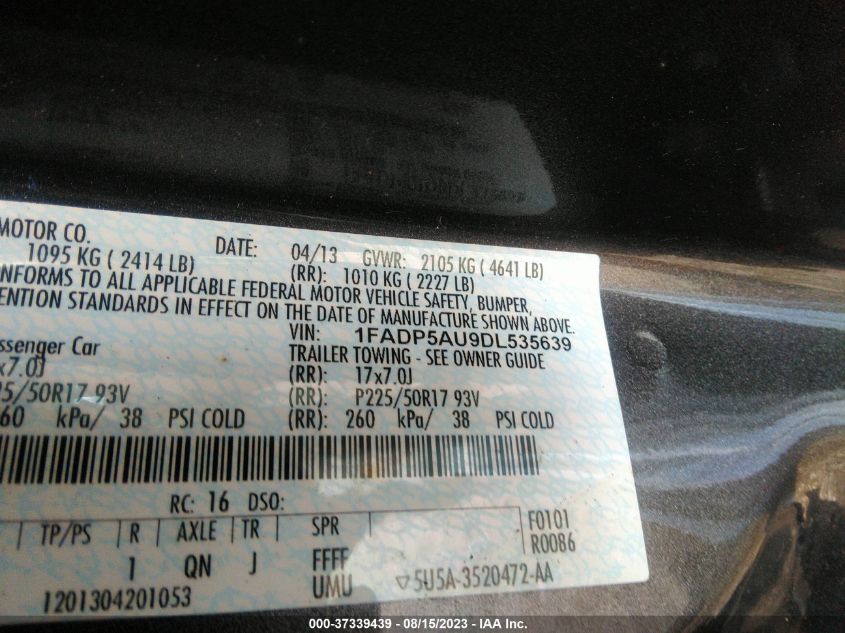 MOTOR CO.
1095 KG ( 2414 LB)
DATE: 04/13 GVWR: 2105 KG ( 4641 LB)
(RR): 1010 KG ( 2227 LB)
NFORMS TO ALL APPLICABLE FEDERAL MOTOR VEHICLE SAFETY, BUMPER,
ENTION STANDARDS IN EFFECT ON THE DATE OF MANUFACTURE SHOWN ABOVE.
VIN: 1FADP5AU9DL535639
ssenger Car TRAILER TOWING - SEE OWNER GUIDE
x7.0J (RR): 17x7.0J
25/50R17 93V (RR): P225/50R17 93V
60 kPa/ 38 PSI COLD (RR): 260 kPa/ 38 PSI COLD
RC: 16 DSO:
TP/PS R AXLE TR SPR F0101
R0086
1 QN J FFFF
UMU ▽5U5A-3520472-AA
1201304201053
000-37339439 - 08/15/2023 - IAA Inc.